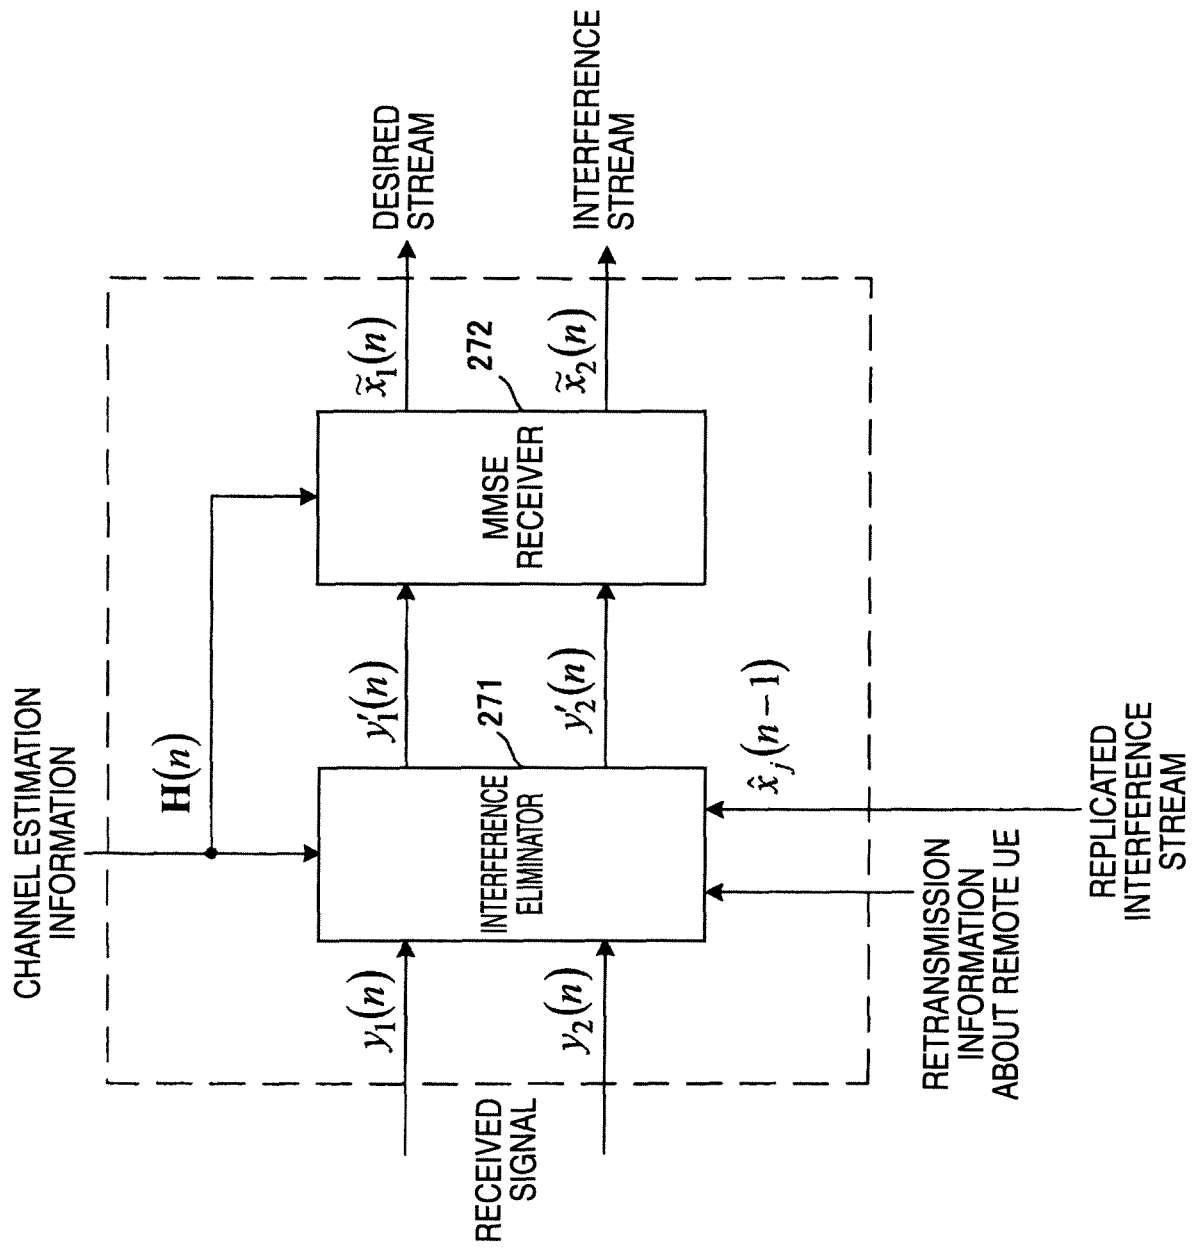 CHANNEL ESTIMATION
INFORMATION
H(n)
RECEIVED
SIGNAL
y₁(n)
y₂(n)
INTERFERENCE
ELIMINATOR
271
y′₁(n)
y′₂(n)
MMSE
RECEIVER
272
x̃₁(n)
x̃₂(n)
DESIRED
STREAM
INTERFERENCE
STREAM
x̂ⱼ(n−1)
RETRANSMISSION
INFORMATION
ABOUT REMOTE UE
REPLICATED
INTERFERENCE
STREAM